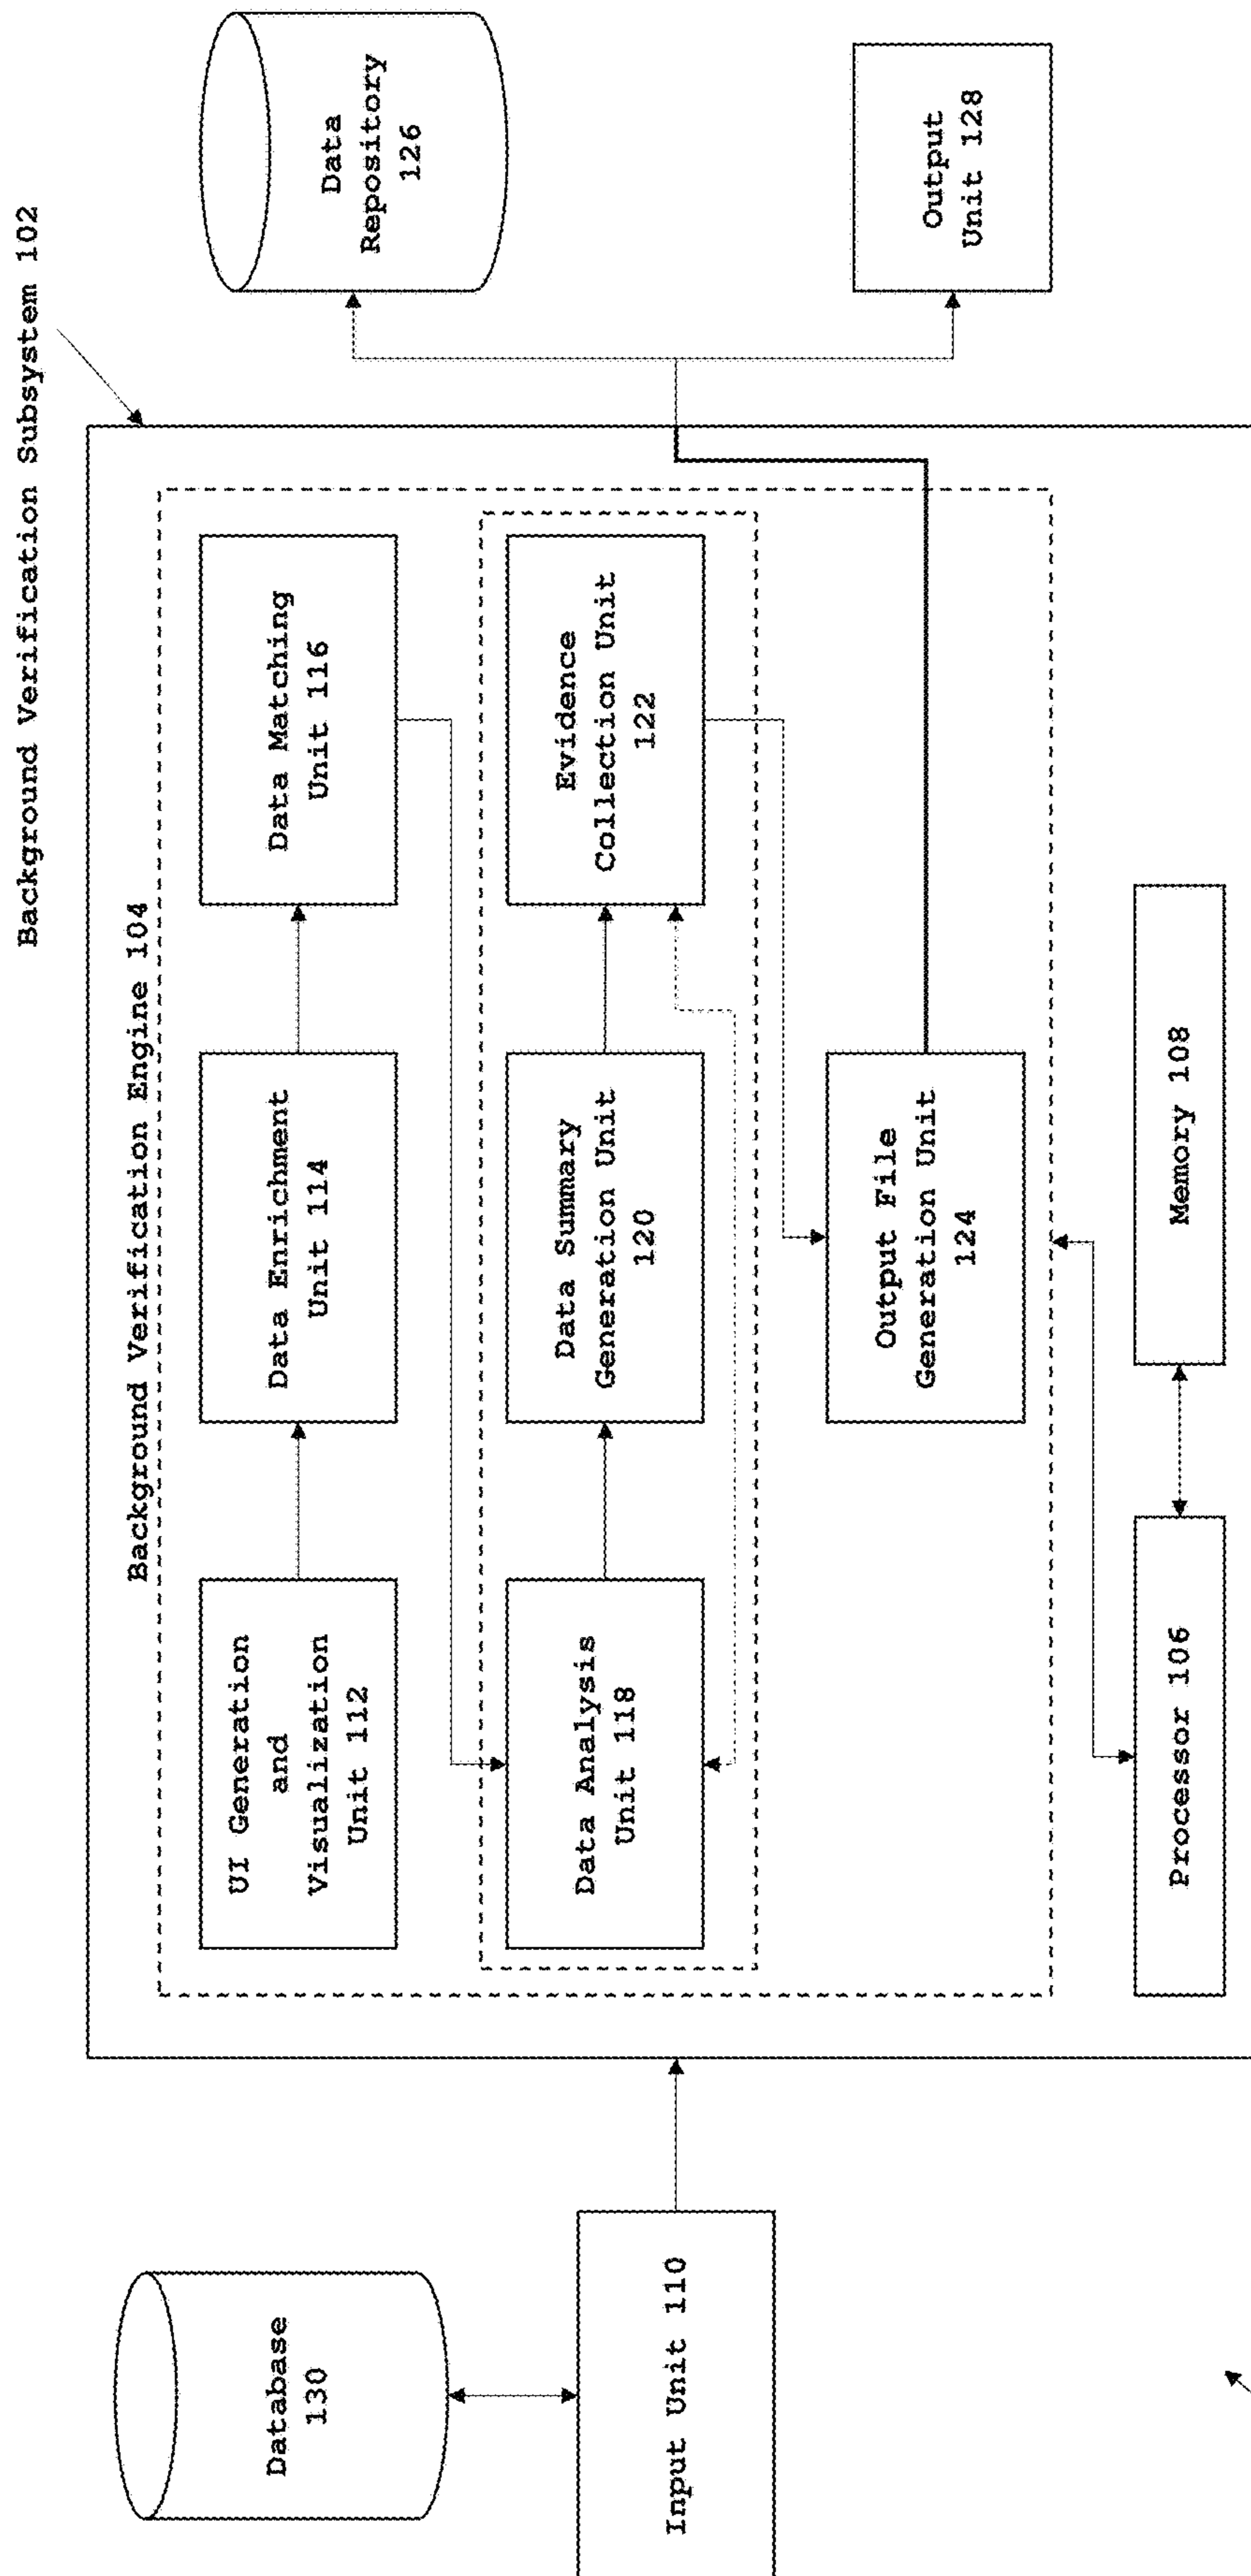 Background Verification Subsystem 102
Background Verification Engine 104
UI Generation
and
Visualization
Unit 112
Data Enrichment
Unit 114
Data Matching
Unit 116
Data Analysis
Unit 118
Data Summary
Generation Unit
120
Evidence
Collection Unit
122
Output File
Generation Unit
124
Processor 106
Memory 108
Database
130
Input Unit 110
Data
Repository
126
Output
Unit 128